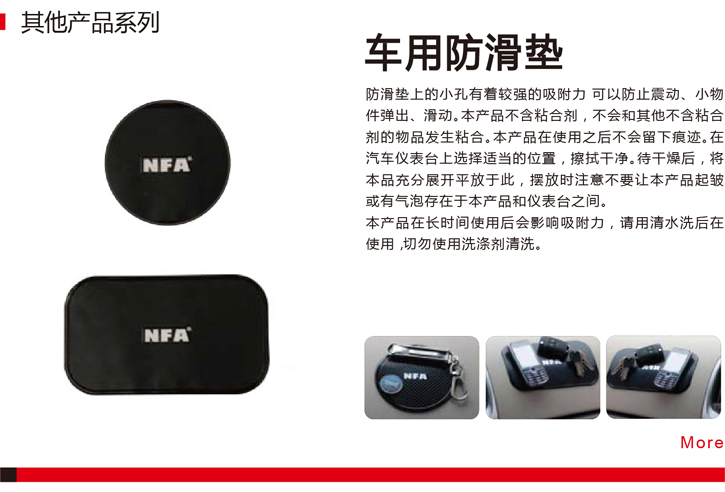 其他产品系列
车用防滑垫
防滑垫上的小孔有着较强的吸附力 可以防止震动、小物
件弹出、滑动。本产品不含粘合剂，不会和其他不含粘合
剂的物品发生粘合。本产品在使用之后不会留下痕迹。在
汽车仪表台上选择适当的位置，擦拭干净。待干燥后，将
本品充分展开平放于此，摆放时注意不要让本产品起皱
或有气泡存在于本产品和仪表台之间。
本产品在长时间使用后会影响吸附力，请用清水洗后在
使用 ,切勿使用洗涤剂清洗。
NFA®
NFA®
NFA
More